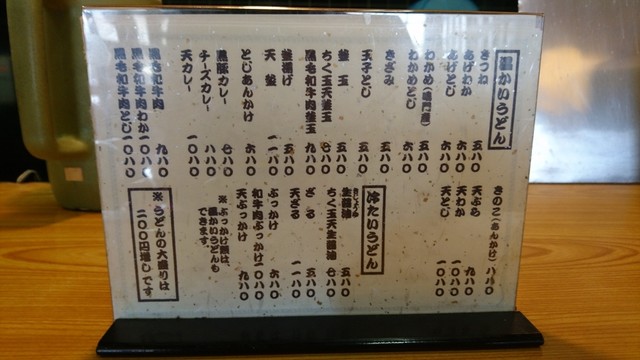 温かいうどん
きつね 五八〇
あげわか 六八〇
あげとじ 六八〇
わかめ(鳴門産) 五八〇
わかめとじ 六八〇
きざみ 五八〇
玉子とじ 五八〇
釜玉 五八〇
ちく玉天釜玉 七八〇
黒毛和牛肉釜玉 九八〇
釜揚げ 五八〇
天釜 一一八〇
とじあんかけ 六八〇
黒豚カレー 七八〇
チーズカレー 八八〇
天カレー 一〇八〇
黒毛和牛肉 九八〇
黒毛和牛肉わか 一〇八〇
黒毛和牛肉とじ 一〇八〇
きのこ(あんかけ) 八八〇
天ぷら 九八〇
天わか 一〇八〇
天とじ 一〇八〇
冷たいうどん
生醤油 五八〇
ちく玉天生醤油 七八〇
ざる 五八〇
天ざる 一一八〇
ぶっかけ 六八〇
和牛肉ぶっかけ 一〇八〇
天ぶっかけ 九八〇
※ぶっかけ類は
温かいうどんも
できます。
※うどんの大盛りは
二〇〇円増しです